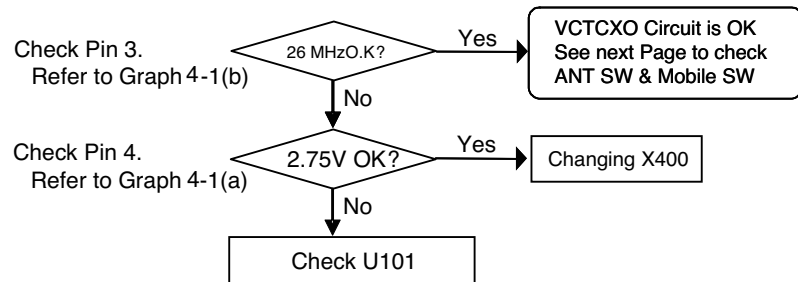 Check Pin 3.
Refer to Graph 4-1(b)
26 MHzO.K?
Yes
VCTCXO Circuit is OK
See next Page to check
ANT SW & Mobile SW
No
Check Pin 4.
Refer to Graph 4-1(a)
2.75V OK?
Yes
Changing X400
No
Check U101